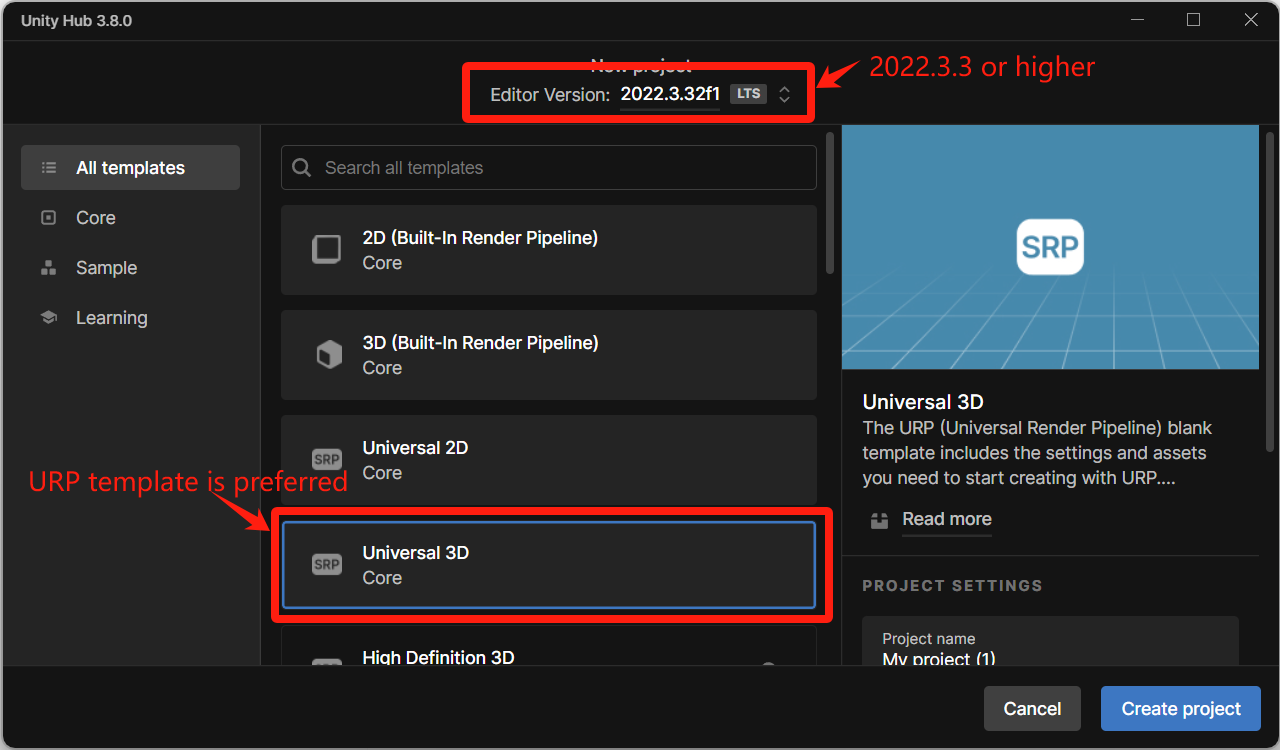 Unity Hub 3.8.0
New project
2022.3.3 or higher
Editor Version: 2022.3.32f1 LTS
All templates
Core
Sample
Learning
Search all templates
2D (Built-In Render Pipeline)
Core
3D (Built-In Render Pipeline)
Core
SRP
Universal 2D
Core
URP template is preferred
SRP
Universal 3D
Core
High Definition 3D
SRP
Universal 3D
The URP (Universal Render Pipeline) blank
template includes the settings and assets
you need to start creating with URP....
Read more
PROJECT SETTINGS
Project name
My project (1)
Cancel
Create project